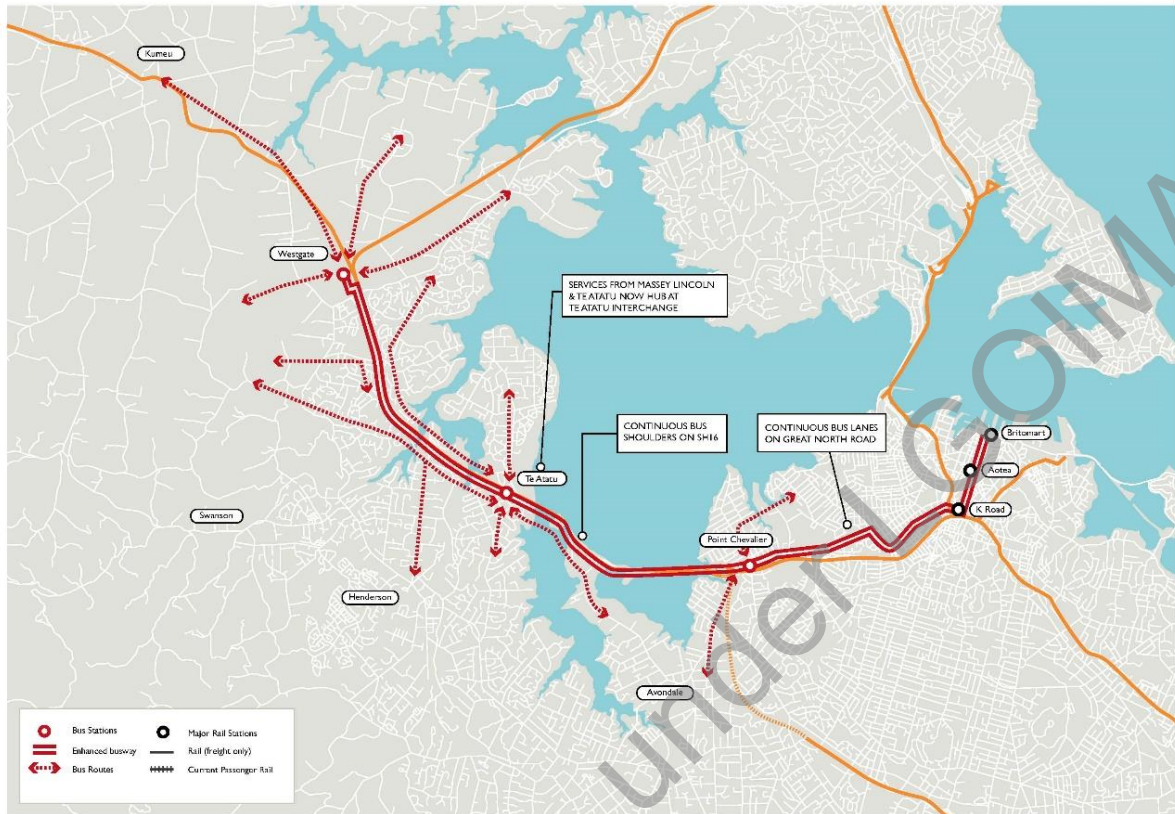 Kumeu
Westgate
SERVICES FROM MASSEY LINCOLN
& TE ATATU NOW HUB AT
TE ATATU INTERCHANGE
CONTINUOUS BUS
SHOULDERS ON SH16
CONTINUOUS BUS LANES
ON GREAT NORTH ROAD
Britomart
Aotea
K Road
Te Atatu
Swanson
Point Chevalier
Henderson
Avondale
Bus Stations
Enhanced busway
Bus Routes
Major Rail Stations
Rail (freight only)
Current Passenger Rail
under LGOIMA